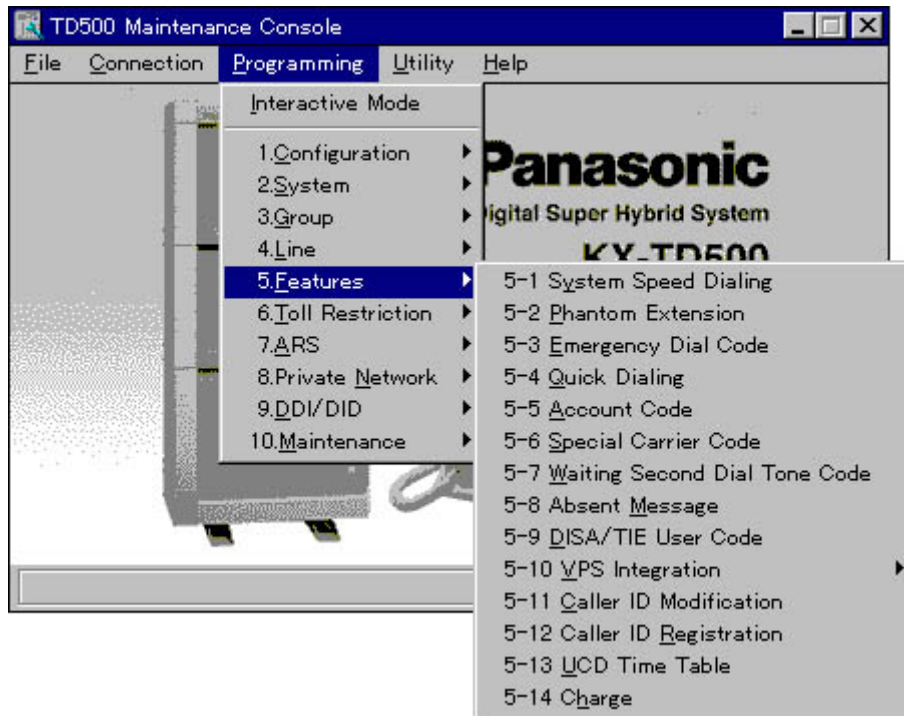 TD500 Maintenance Console
File Connection Programming Utility Help
Interactive Mode
1.Configuration
2.System
3.Group
4.Line
5.Features
6.Toll Restriction
7.ARS
8.Private Network
9.DDI/DID
10.Maintenance
Panasonic
igital Super Hybrid System
KX-TD500
5-1 System Speed Dialing
5-2 Phantom Extension
5-3 Emergency Dial Code
5-4 Quick Dialing
5-5 Account Code
5-6 Special Carrier Code
5-7 Waiting Second Dial Tone Code
5-8 Absent Message
5-9 DISA/TIE User Code
5-10 VPS Integration
5-11 Caller ID Modification
5-12 Caller ID Registration
5-13 UCD Time Table
5-14 Charge